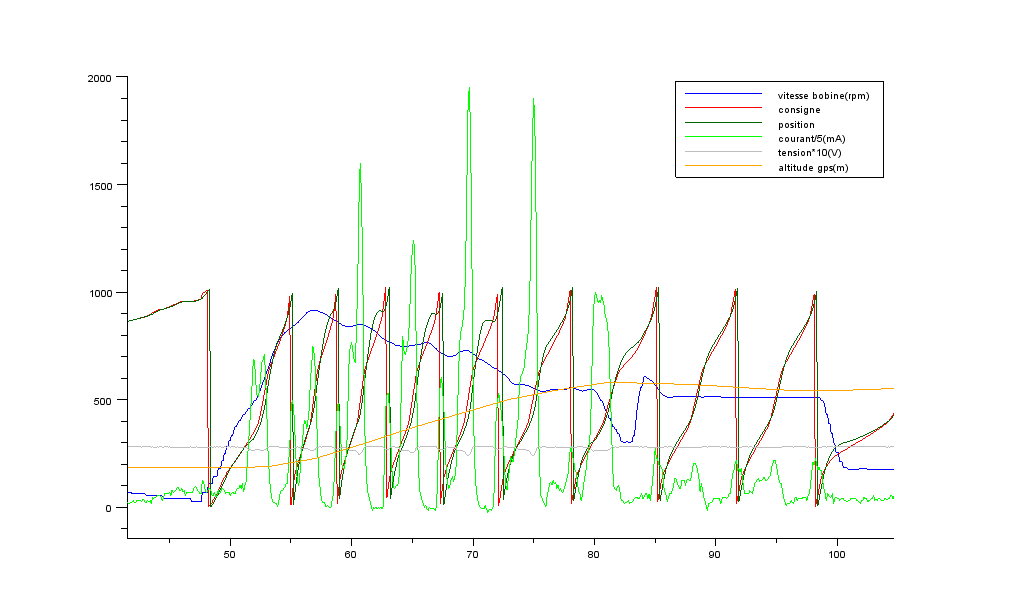 2000
1500
1000
500
0
50 60 70 80 90 100
vitesse bobine(rpm)
consigne
position
courant/5(mA)
tension*10(V)
altitude gps(m)